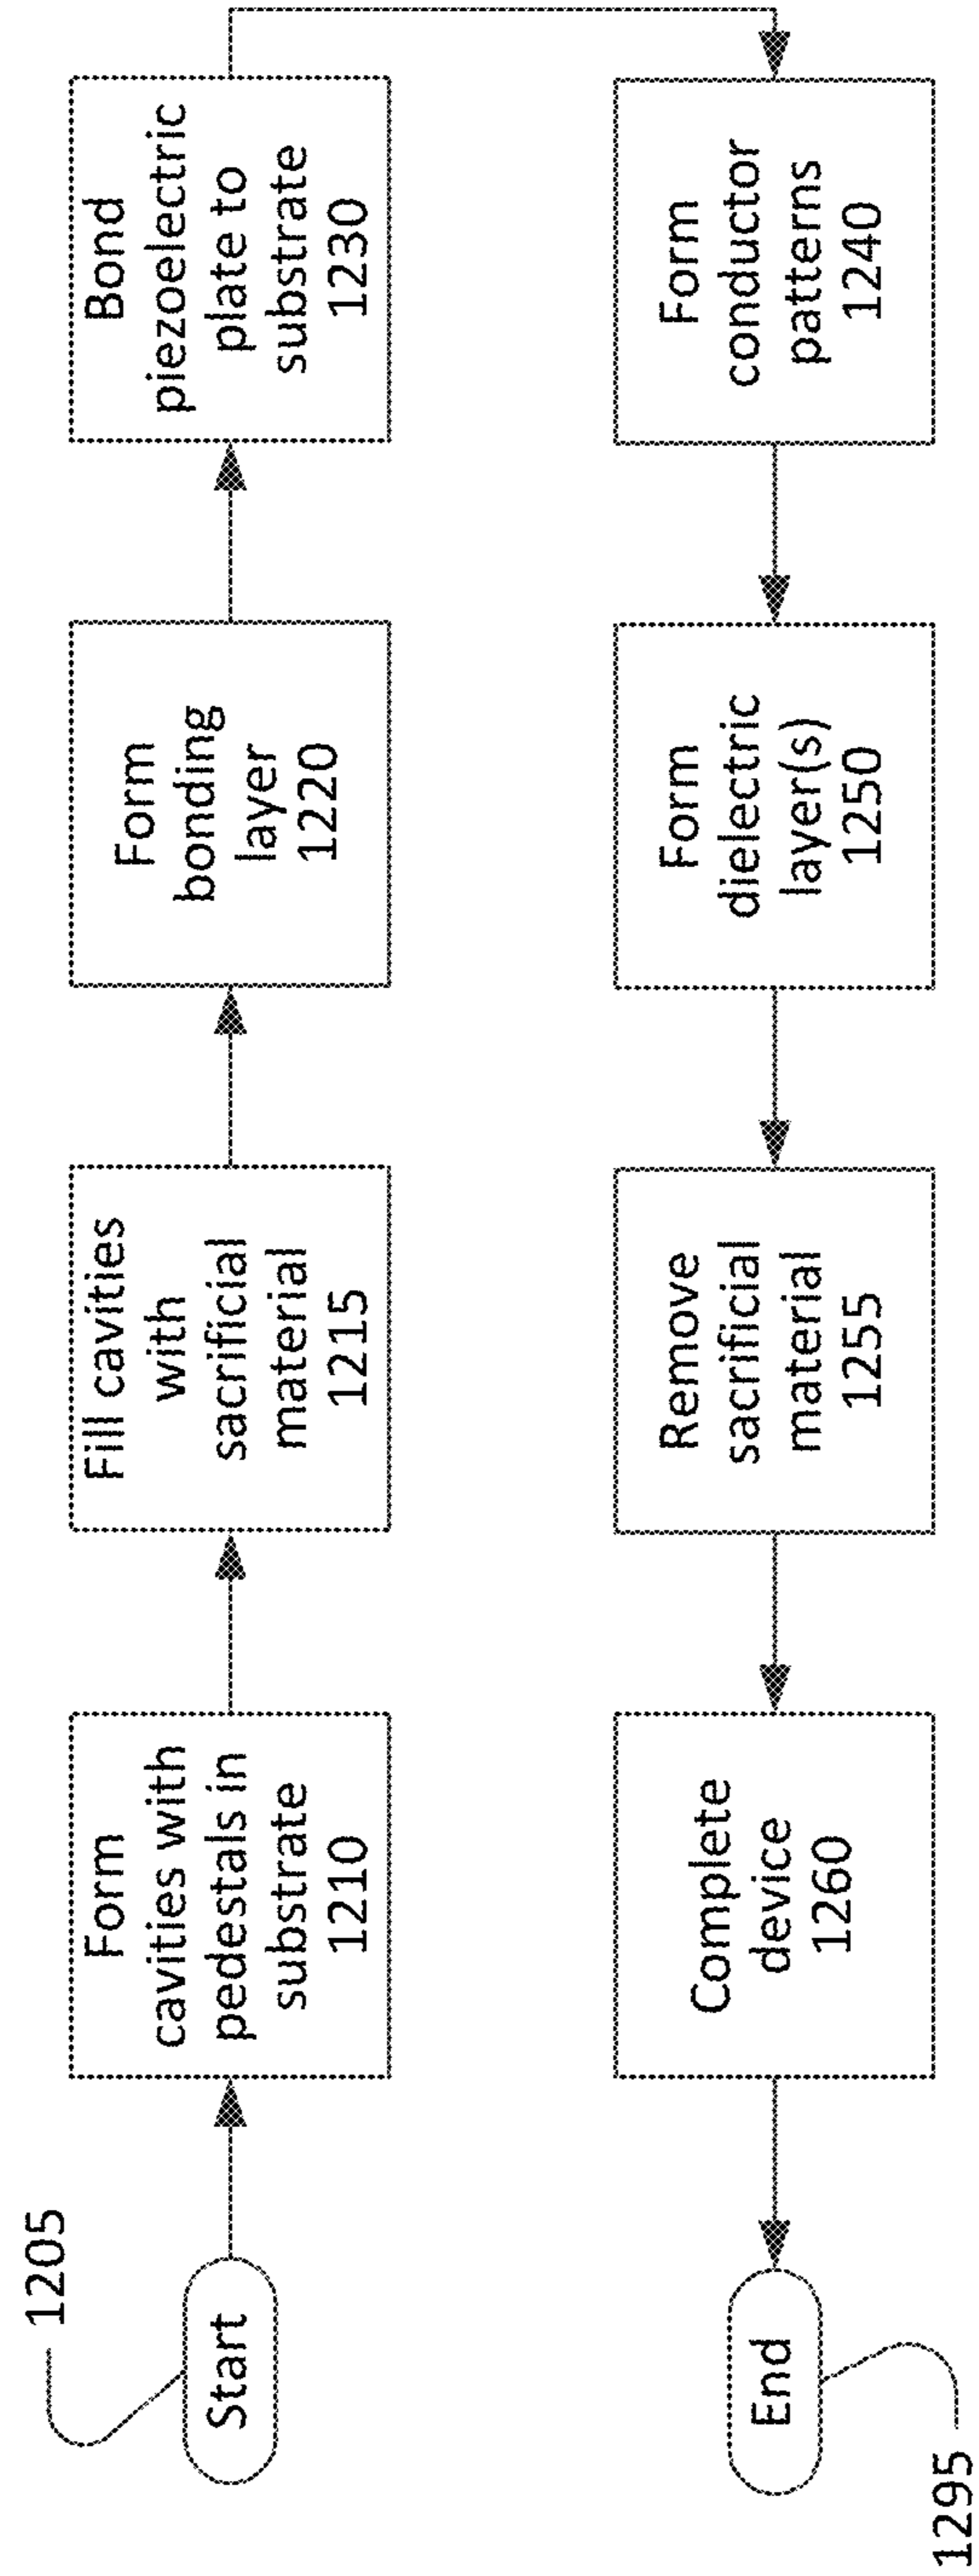 1205
Start
Form
cavities with
pedestals in
substrate
1210
Fill cavities
with
sacrificial
material
1215
Form
bonding
layer
1220
Bond
piezoelectric
plate to
substrate
1230
Form
conductor
patterns
1240
Form
dielectric
layer(s)
1250
Remove
sacrificial
material
1255
Complete
device
1260
End
1295